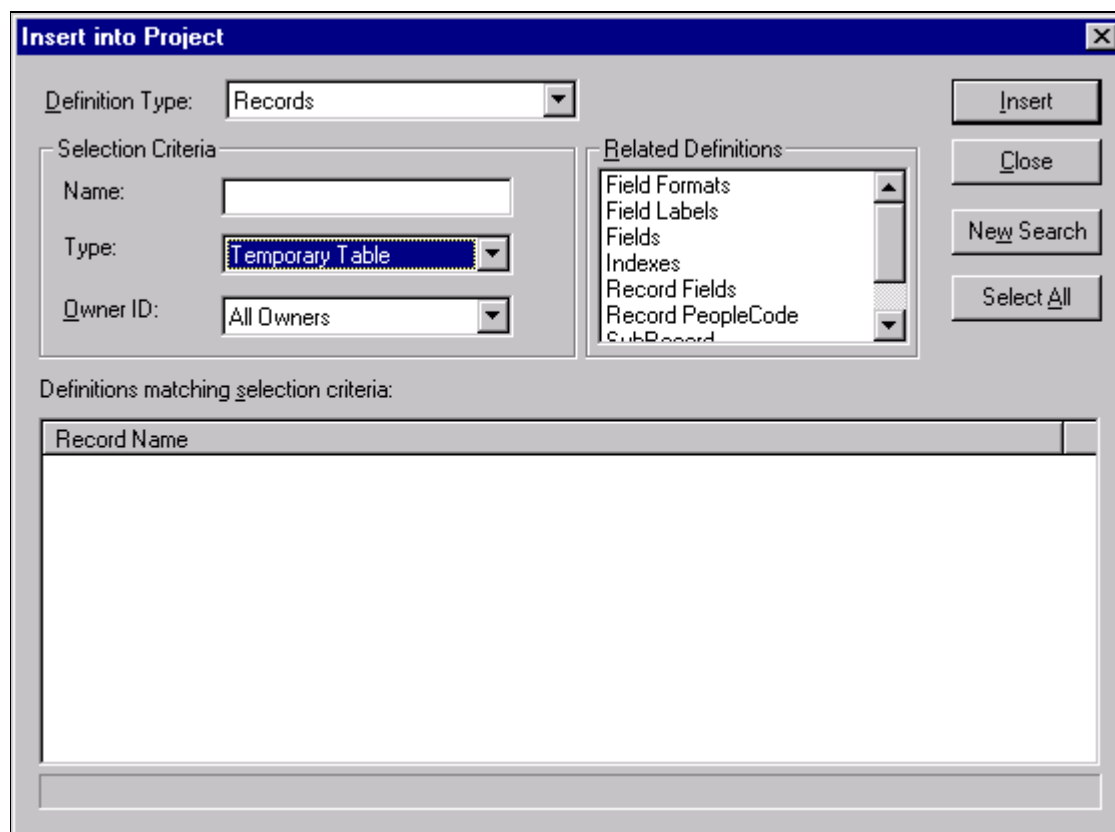 Insert into Project
Definition Type: Records
Insert
Selection Criteria
Related Definitions
Close
Name:
Field Formats
Field Labels
Type: Temporary Table
Fields
New Search
Indexes
Record Fields
Select All
Owner ID: All Owners
Record PeopleCode
SubRecord
Definitions matching selection criteria:
Record Name